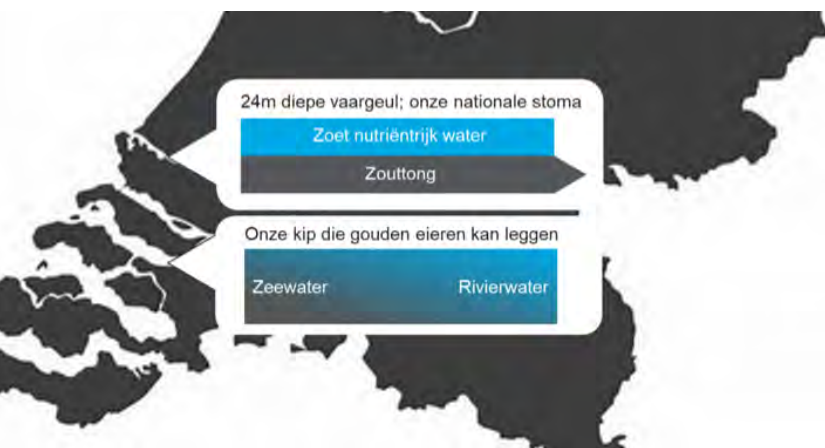 24m diepe vaargeul; onze nationale stoma
Zoet nutriëntrijk water
Zouttong
Onze kip die gouden eieren kan leggen
Zeewater Rivierwater